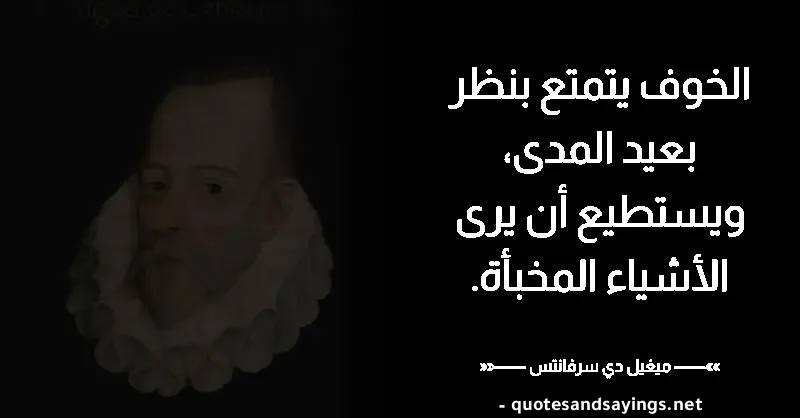 الخوف يتمتع بنظر
بعيد المدى،
ويستطيع أن يرى
الأشياء المخبأة.
»—— ميغيل دي سرفانتس ——»«
- quotesandsayings.net